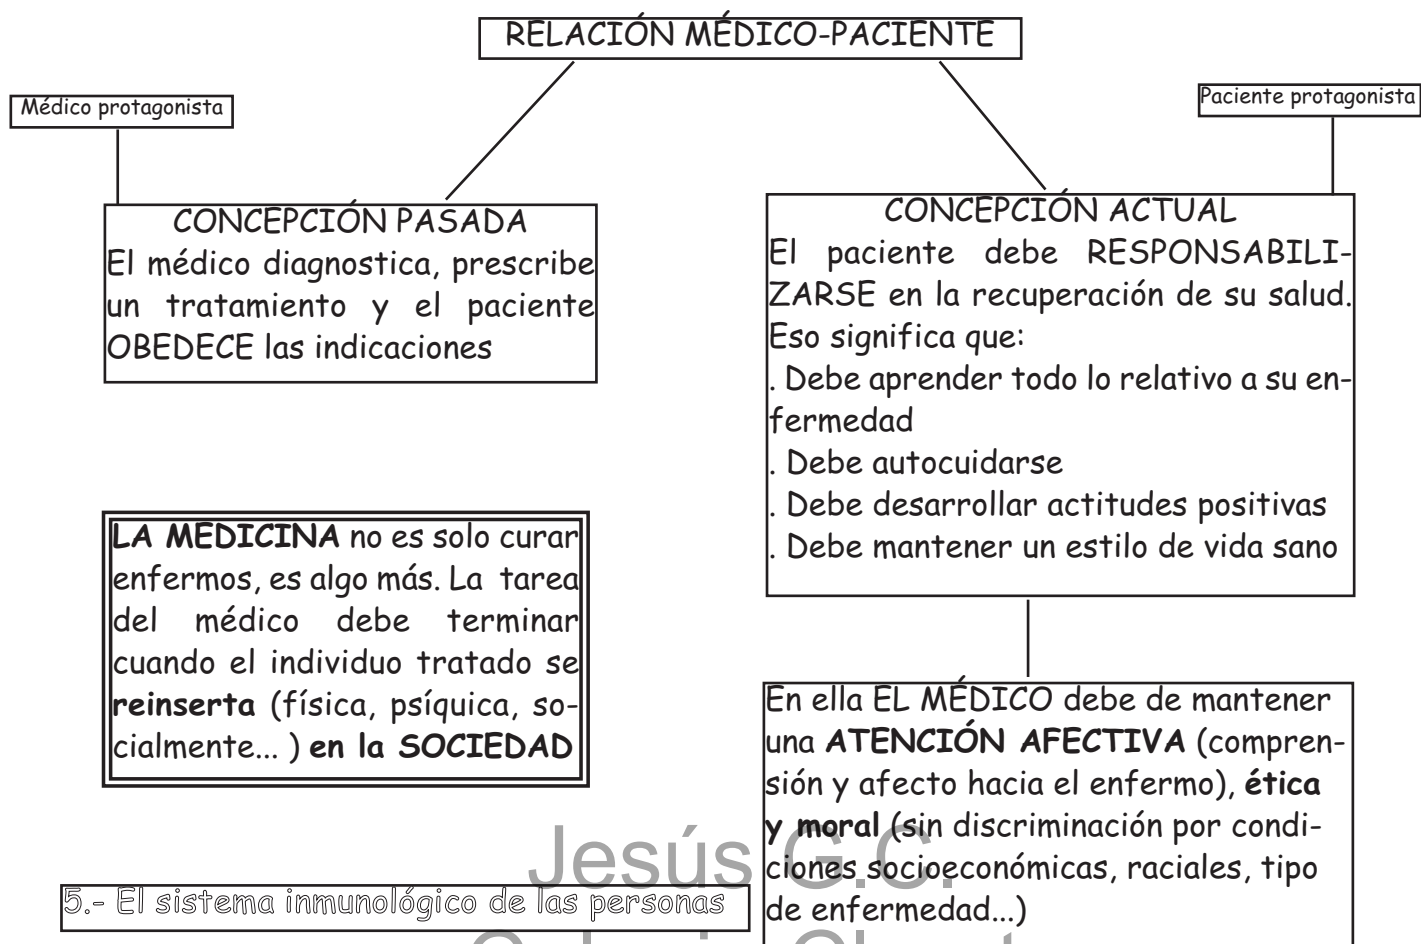 RELACIÓN MÉDICO-PACIENTE
Médico protagonista
Paciente protagonista
CONCEPCIÓN PASADA
El médico diagnostica, prescribe
un tratamiento y el paciente
OBEDECE las indicaciones
CONCEPCIÓN ACTUAL
El paciente debe RESPONSABILI-
ZARSE en la recuperación de su salud.
Eso significa que:
. Debe aprender todo lo relativo a su en-
fermedad
. Debe autocuidarse
. Debe desarrollar actitudes positivas
. Debe mantener un estilo de vida sano
LA MEDICINA no es solo curar
enfermos, es algo más. La tarea
del médico debe terminar
cuando el individuo tratado se
reinserta (física, psíquica, so-
cialmente... ) en la SOCIEDAD
En ella EL MÉDICO debe de mantener
una ATENCIÓN AFECTIVA (compren-
sión y afecto hacia el enfermo), ética
y moral (sin discriminación por condi-
ciones socioeconómicas, raciales, tipo
de enfermedad...)
Jesús G.C.
5.- El sistema inmunológico de las personas